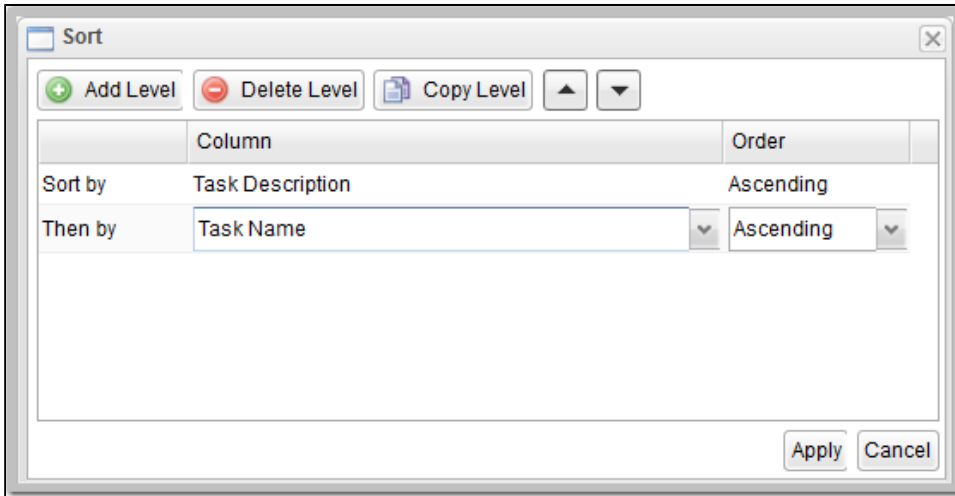 Sort
Add Level Delete Level Copy Level
Column Order
Sort by Task Description Ascending
Then by Task Name Ascending
Apply Cancel